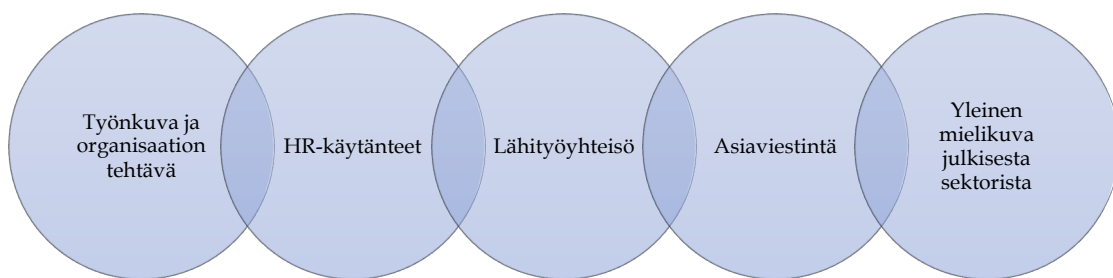 Työnkuva ja
organisaation
tehtävä
HR-käytänteet
Lähityöyhteisö
Asiaviestintä
Yleinen
mielikuva
julkisesta
sektorista